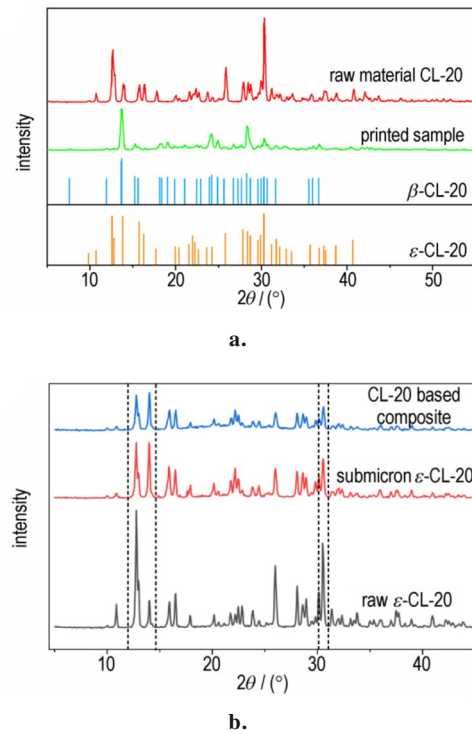 raw material CL-20
printed sample
β-CL-20
ε-CL-20
intensity
10 20 30 40 50
2θ / (°)
a.
CL-20 based
composite
submicron ε-CL-20
raw ε-CL-20
intensity
10 20 30 40
2θ / (°)
b.